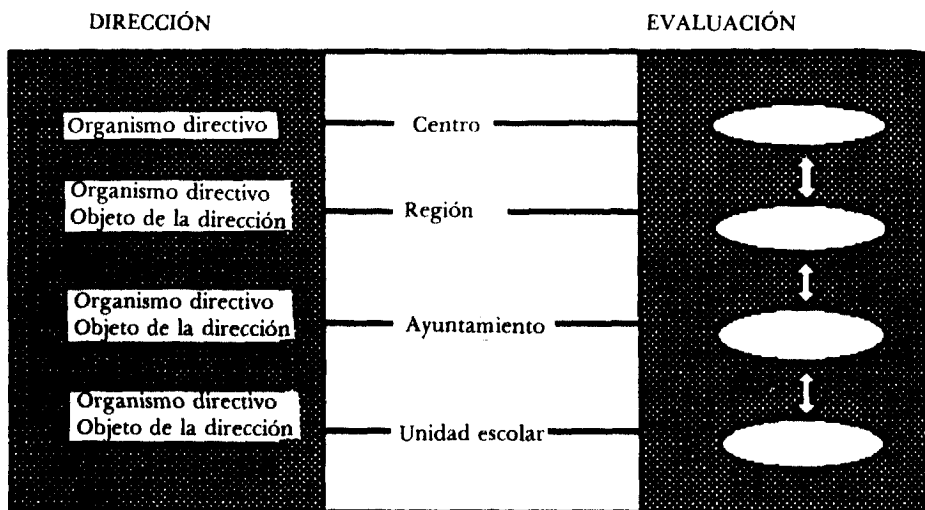 DIRECCIÓN
EVALUACIÓN
Organismo directivo
Centro
Organismo directivo
Objeto de la dirección
Región
Organismo directivo
Objeto de la dirección
Ayuntamiento
Organismo directivo
Objeto de la dirección
Unidad escolar